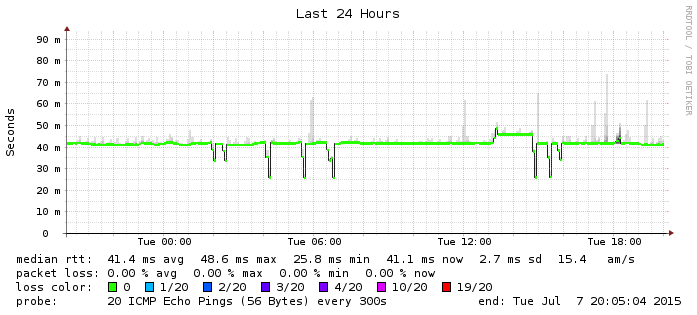 Last 24 Hours
RRDTOOL / TOBI OETIKER
Seconds
90 m
80 m
70 m
60 m
50 m
40 m
30 m
20 m
10 m
0
Tue 00:00 Tue 06:00 Tue 12:00 Tue 18:00
median rtt: 41.4 ms avg 48.6 ms max 25.8 ms min 41.1 ms now 2.7 ms sd 15.4 am/s
packet loss: 0.00 % avg 0.00 % max 0.00 % min 0.00 % now
loss color: 0 1/20 2/20 3/20 4/20 10/20 19/20
probe: 20 ICMP Echo Pings (56 Bytes) every 300s end: Tue Jul 7 20:05:04 2015